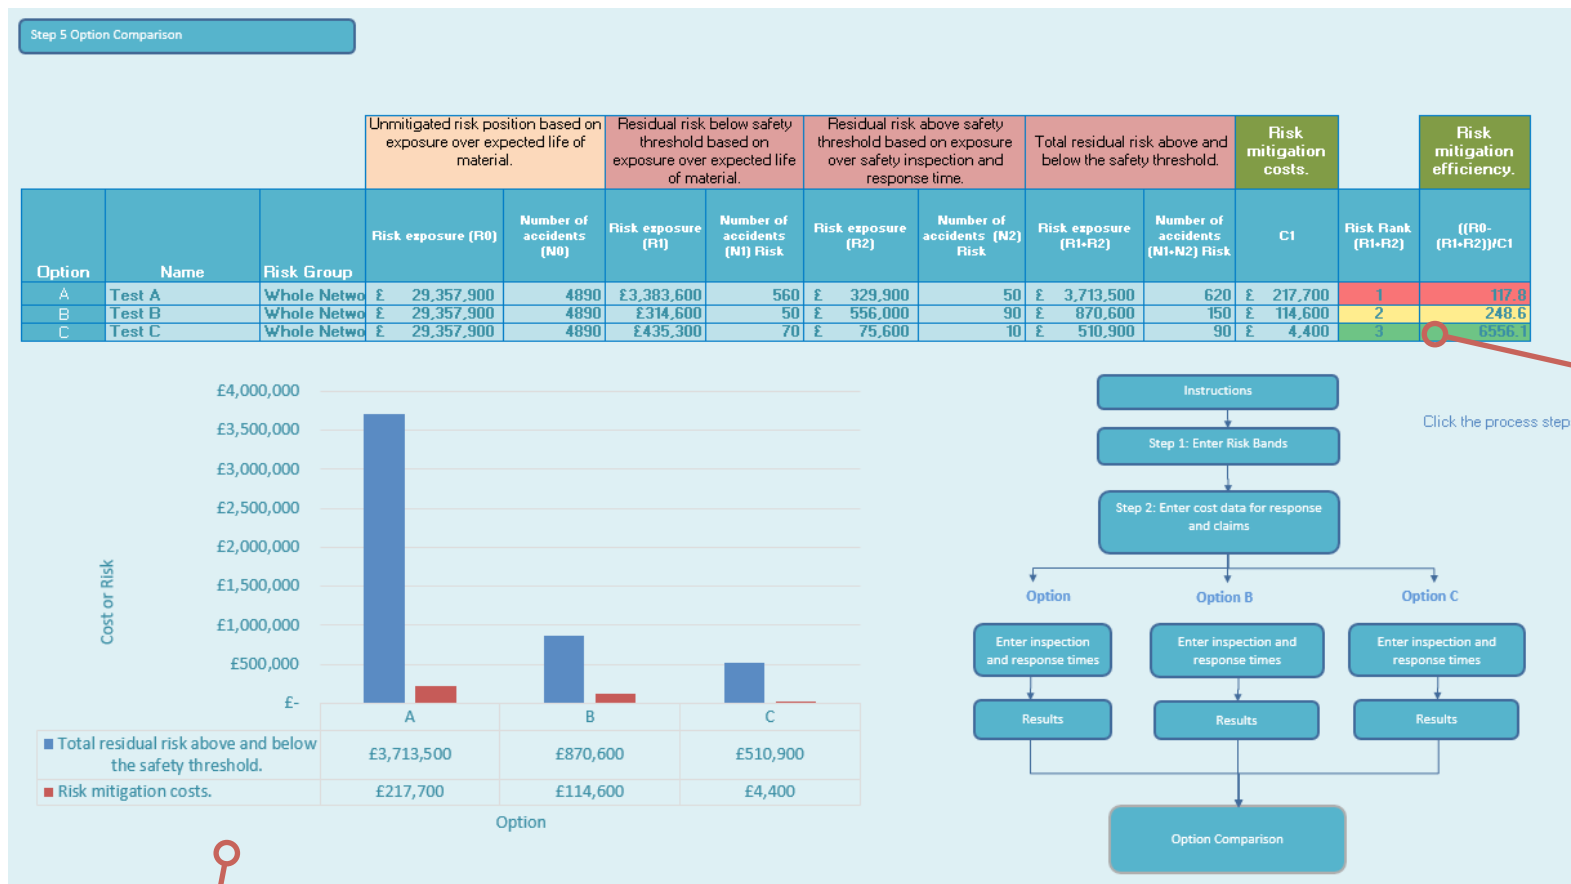 Step 5 Option Comparison
Unmitigated risk position based on
exposure over expected life of
material.
Residual risk below safety
threshold based on
exposure over expected life
of material.
Residual risk above safety
threshold based on exposure
over safety inspection and
response time.
Total residual risk above and
below the safety threshold.
Risk
mitigation
costs.
Risk
mitigation
efficiency.
Option
Name
Risk Group
Risk exposure (R0)
Number of
accidents
(N0)
Risk exposure
(R1)
Number of
accidents
(N1) Risk
Risk exposure
(R2)
Number of
accidents (N2)
Risk
Risk exposure
(R1+R2)
Number of
accidents
(N1+N2) Risk
C1
Risk Rank
(R1+R2)
((R0-
(R1+R2))/C1
A Test A Whole Netwo £ 29,357,900 4890 £3,383,600 560 £ 329,900 50 £ 3,713,500 620 £ 217,700 1 117.8
B Test B Whole Netwo £ 29,357,900 4890 £314,600 50 £ 556,000 90 £ 870,600 150 £ 114,600 2 248.6
C Test C Whole Netwo £ 29,357,900 4890 £435,300 70 £ 75,600 10 £ 510,900 90 £ 4,400 3 6556.1
£4,000,000
£3,500,000
£3,000,000
£2,500,000
£2,000,000
£1,500,000
£1,000,000
£500,000
£-
Cost or Risk
A B C
Total residual risk above and below
the safety threshold.
£3,713,500 £870,600 £510,900
Risk mitigation costs. £217,700 £114,600 £4,400
Option
Instructions
Click the process step
Step 1: Enter Risk Bands
Step 2: Enter cost data for response
and claims
Option
Option B
Option C
Enter inspection
and response times
Enter inspection and
response times
Enter inspection and
response times
Results
Results
Results
Option Comparison